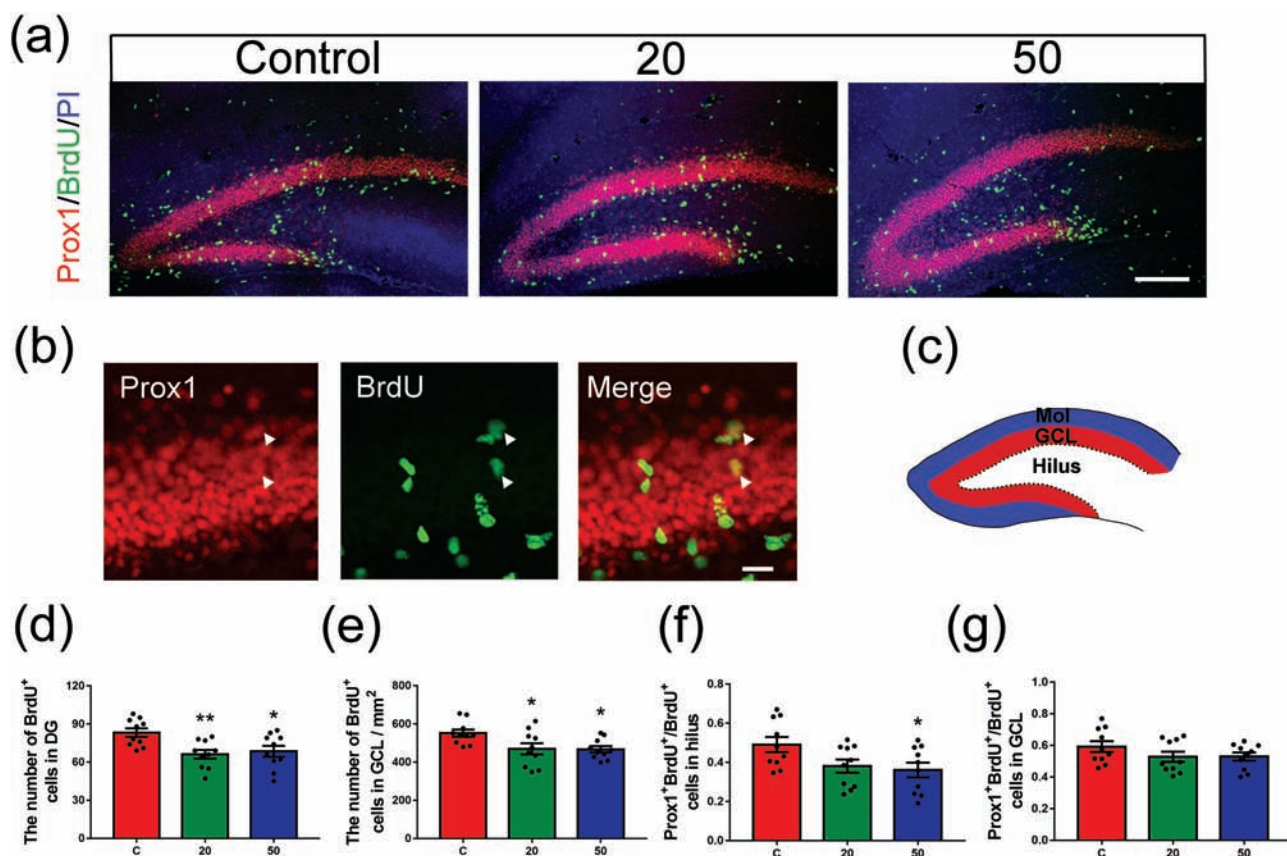 (a)
Control 20 50
Prox1/BrdU/PI
(b)
Prox1 BrdU Merge
(c)
Mol
GCL
Hilus
(d)
The number of BrdU+
cells in DG
120
90
60
30
0
** *
C 20 50
(e)
The number of BrdU+
cells in GCL / mm2
800
600
400
200
0
* *
C 20 50
(f)
Prox1+BrdU+/BrdU+
cells in hilus
0.8
0.6
0.4
0.2
0.0
*
C 20 50
(g)
Prox1+BrdU+/BrdU+
cells in GCL
1.0
0.8
0.6
0.4
0.2
0.0
C 20 50